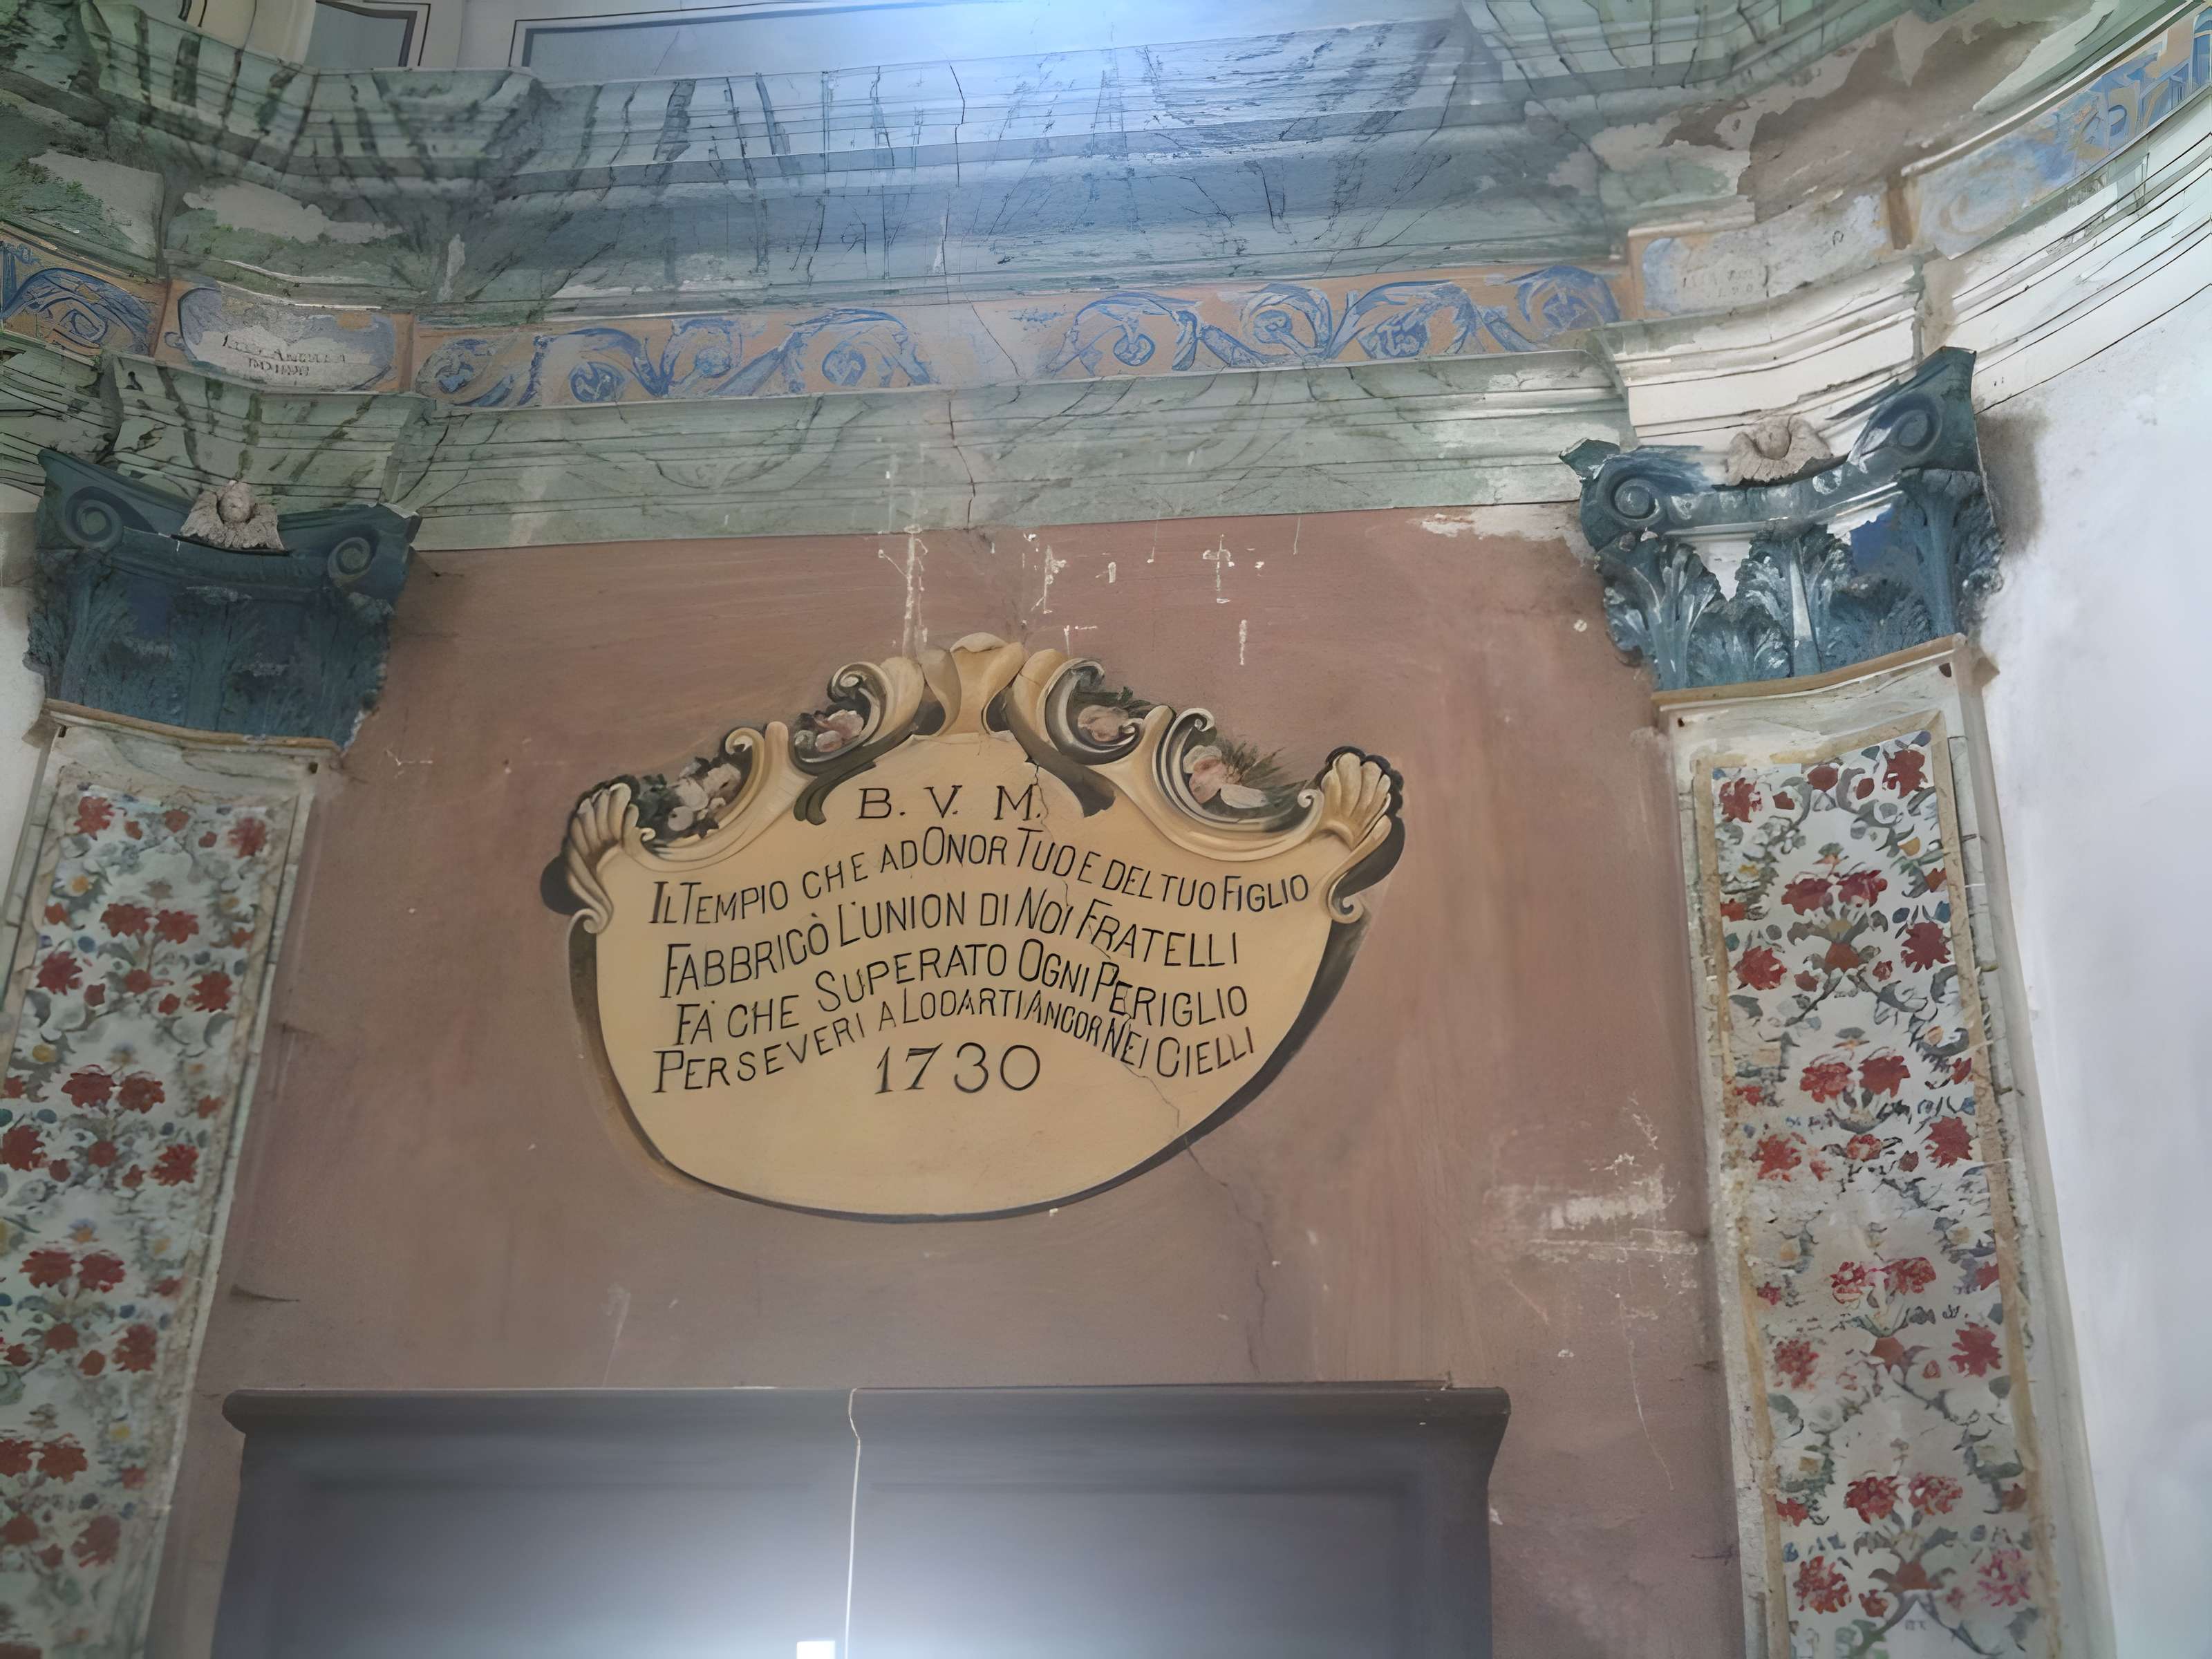 B. V. M.
IL TEMPIO CHE AD ONOR TUO E DEL TUO FIGLIO
FABBRICÒ L'UNION DI NOI FRATELLI
FÀ CHE SUPERATO OGNI PERIGLIO
PERSEVERI A LODARTI ANCOR NEI CIELLI
1730